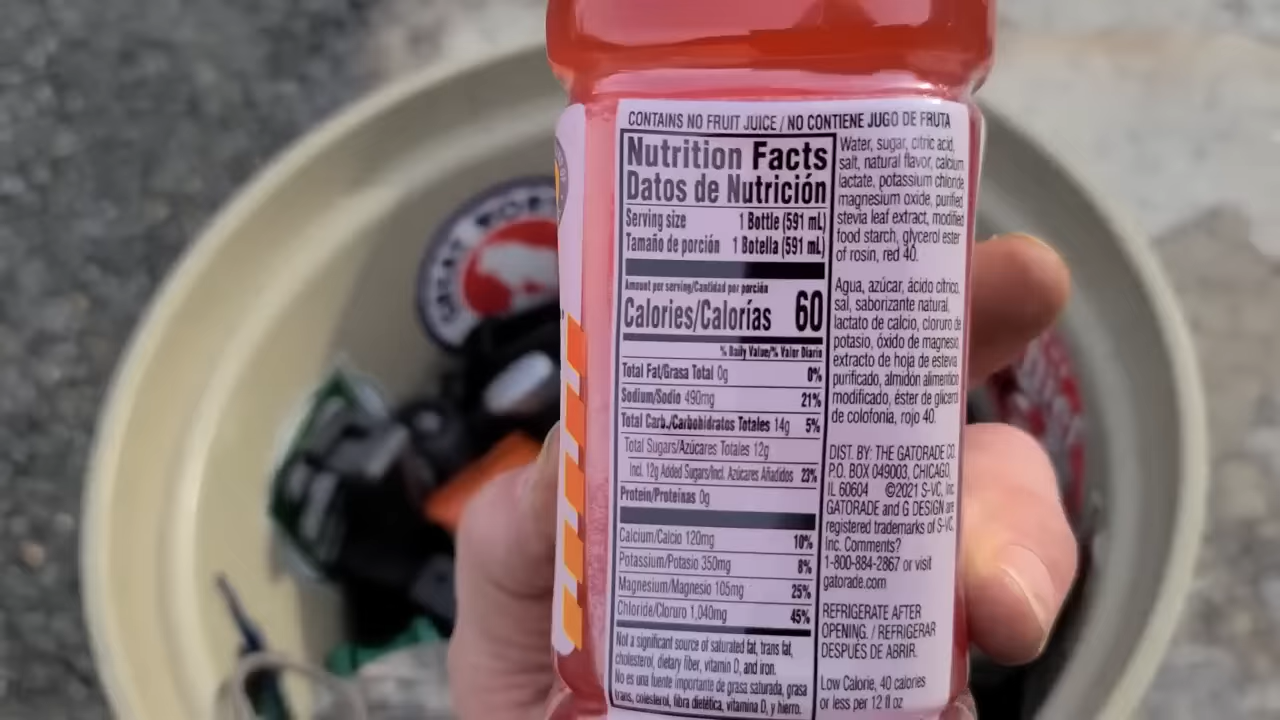 CONTAINS NO FRUIT JUICE / NO CONTIENE JUGO DE FRUTA
Nutrition Facts
Datos de Nutrición
Serving size 1 Bottle (591 mL)
Tamaño de porción 1 Botella (591 mL)
Amount per serving/Cantidad por porción
Calories/Calorías 60
% Daily Value/% Valor Diario
Total Fat/Grasa Total 0g 0%
Sodium/Sodio 490mg 21%
Total Carb./Carbohidratos Totales 14g 5%
Total Sugars/Azúcares Totales 12g
Incl. 12g Added Sugars/Incl. Azúcares Añadidos 23%
Protein/Proteínas 0g
Calcium/Calcio 120mg 10%
Potassium/Potasio 350mg 8%
Magnesium/Magnesio 105mg 25%
Chloride/Cloruro 1,040mg 45%
Not a significant source of saturated fat, trans fat,
cholesterol, dietary fiber, vitamin D, and iron.
No es una fuente importante de grasa saturada, grasa
trans, colesterol, fibra dietética, vitamina D, y hierro.
Water, sugar, citric acid,
salt, natural flavor, calcium
lactate, potassium chloride
magnesium oxide, purified
stevia leaf extract, modified
food starch, glycerol ester
of rosin, red 40.
Agua, azúcar, ácido cítrico,
sal, saborizante natural,
lactato de calcio, cloruro de
potasio, óxido de magnesio
extracto de hoja de estevia
purificado, almidón alimenticio
modificado, éster de glicerol
de colofonia, rojo 40.
DIST. BY: THE GATORADE CO.
P.O. BOX 049003, CHICAGO,
IL 60604 ©2021 S-VC, Inc.
GATORADE and G DESIGN are
registered trademarks of S-VC,
Inc. Comments?
1-800-884-2867 or visit
gatorade.com
REFRIGERATE AFTER
OPENING. / REFRIGERAR
DESPUÉS DE ABRIR.
Low Calorie, 40 calories
or less per 12 fl oz
GREAT